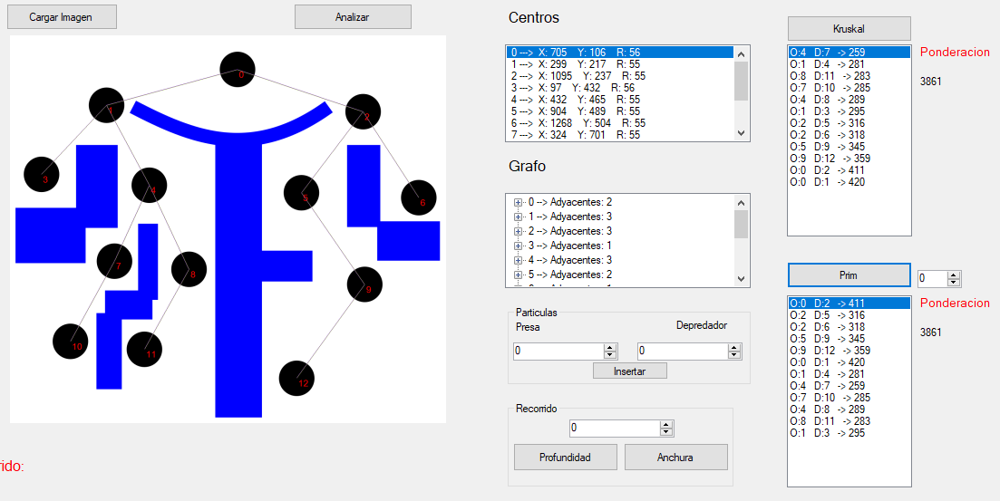 Cargar Imagen
Analizar
0
1
2
3
4
5
6
7
8
9
10
11
12
rido:
Centros
0 ---> X: 705 Y: 106 R: 56
1 ---> X: 299 Y: 217 R: 55
2 ---> X: 1095 Y: 237 R: 55
3 ---> X: 97 Y: 432 R: 56
4 ---> X: 432 Y: 465 R: 55
5 ---> X: 904 Y: 489 R: 55
6 ---> X: 1268 Y: 504 R: 55
7 ---> X: 324 Y: 701 R: 55
Grafo
0 --> Adyacentes: 2
1 --> Adyacentes: 3
2 --> Adyacentes: 3
3 --> Adyacentes: 1
4 --> Adyacentes: 3
5 --> Adyacentes: 2
Particulas
Presa
Depredador
0
0
Insertar
Recorrido
0
Profundidad
Anchura
Kruskal
O:4 D:7 -> 259
O:1 D:4 -> 281
O:8 D:11 -> 283
O:7 D:10 -> 285
O:4 D:8 -> 289
O:1 D:3 -> 295
O:2 D:5 -> 316
O:2 D:6 -> 318
O:5 D:9 -> 345
O:9 D:12 -> 359
O:0 D:2 -> 411
O:0 D:1 -> 420
Ponderacion
3861
Prim
0
O:0 D:2 -> 411
O:2 D:5 -> 316
O:2 D:6 -> 318
O:5 D:9 -> 345
O:9 D:12 -> 359
O:0 D:1 -> 420
O:1 D:4 -> 281
O:4 D:7 -> 259
O:7 D:10 -> 285
O:4 D:8 -> 289
O:8 D:11 -> 283
O:1 D:3 -> 295
Ponderacion
3861